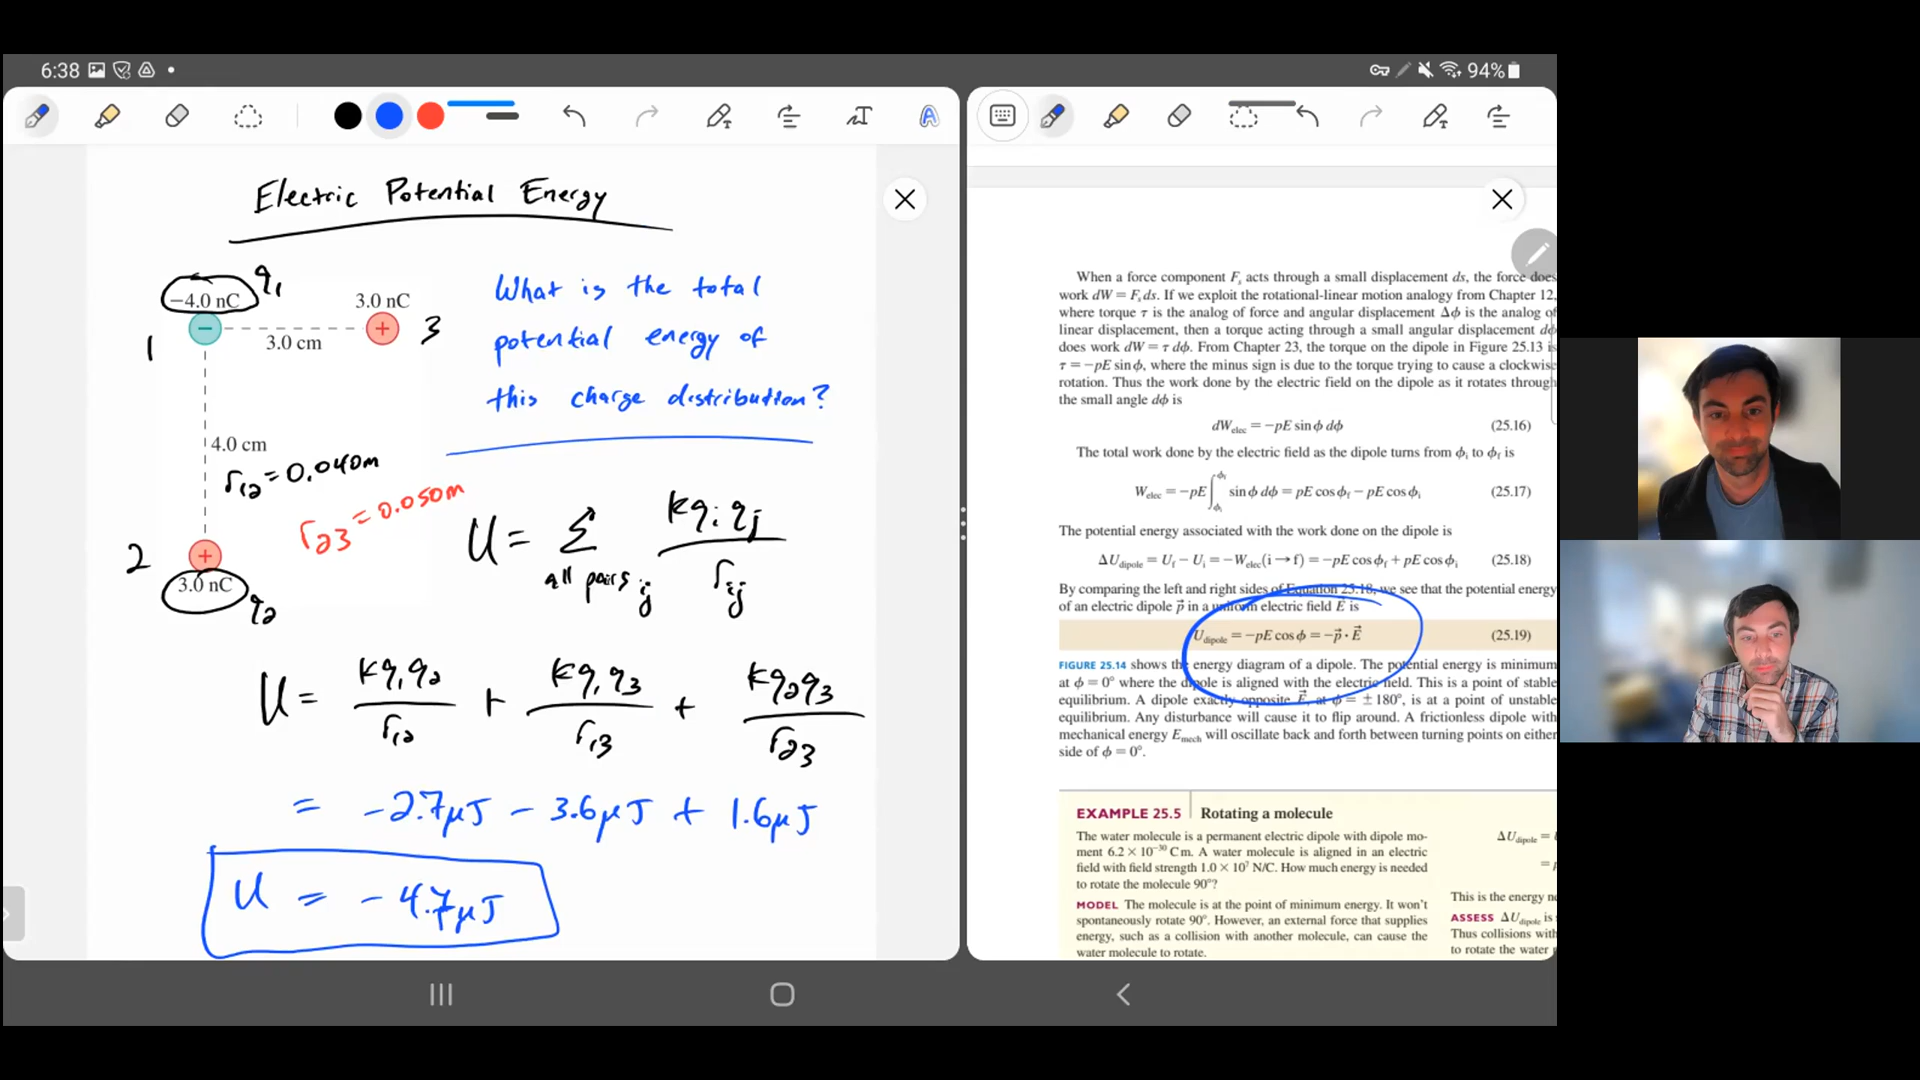 6:38
94%
Electric Potential Energy
q₁
−4.0 nC
3.0 nC
1
3.0 cm
3
What is the total
potential energy of
this charge distribution?
4.0 cm
r₁₂ = 0.040m
r₂₃ = 0.050m
2
3.0 nC
q₂
U = Σ kqᵢqⱼ / rᵢⱼ
all pairs ij
U = kq₁q₂ / r₁₂ + kq₁q₃ / r₁₃ + kq₂q₃ / r₂₃
= -2.7μJ - 3.6μJ + 1.6μJ
U = -4.7μJ
When a force component Fₛ acts through a small displacement ds, the force does
work dW = Fₛ ds. If we exploit the rotational-linear motion analogy from Chapter 12,
where torque τ is the analog of force and angular displacement Δϕ is the analog of
linear displacement, then a torque acting through a small angular displacement dϕ
does work dW = τ dϕ. From Chapter 23, the torque on the dipole in Figure 25.13 is
τ = −pE sin ϕ, where the minus sign is due to the torque trying to cause a clockwise
rotation. Thus the work done by the electric field on the dipole as it rotates through
the small angle dϕ is
dW_elec = −pE sin ϕ dϕ (25.16)
The total work done by the electric field as the dipole turns from ϕᵢ to ϕ_f is
W_elec = −pE ∫_ϕᵢ^ϕ_f sin ϕ dϕ = pE cos ϕ_f − pE cos ϕᵢ (25.17)
The potential energy associated with the work done on the dipole is
ΔU_dipole = U_f − Uᵢ = −W_elec(i → f) = −pE cos ϕ_f + pE cos ϕᵢ (25.18)
By comparing the left and right sides of Equation 25.18, we see that the potential energy
of an electric dipole p⃗ in a uniform electric field E⃗ is
U_dipole = −pE cos ϕ = −p⃗ · E⃗ (25.19)
FIGURE 25.14 shows the energy diagram of a dipole. The potential energy is minimum
at ϕ = 0° where the dipole is aligned with the electric field. This is a point of stable
equilibrium. A dipole exactly opposite E⃗, at ϕ = ±180°, is at a point of unstable
equilibrium. Any disturbance will cause it to flip around. A frictionless dipole with
mechanical energy E_mech will oscillate back and forth between turning points on either
side of ϕ = 0°.
EXAMPLE 25.5 Rotating a molecule
The water molecule is a permanent electric dipole with dipole mo-
ment 6.2 × 10⁻³⁰ C m. A water molecule is aligned in an electric
field with field strength 1.0 × 10⁷ N/C. How much energy is needed
to rotate the molecule 90°?
MODEL The molecule is at the point of minimum energy. It won't
spontaneously rotate 90°. However, an external force that supplies
energy, such as a collision with another molecule, can cause the
water molecule to rotate.
ΔU_dipole =
=
This is the energy
ASSESS ΔU_dipole is
Thus collisions with
to rotate the water